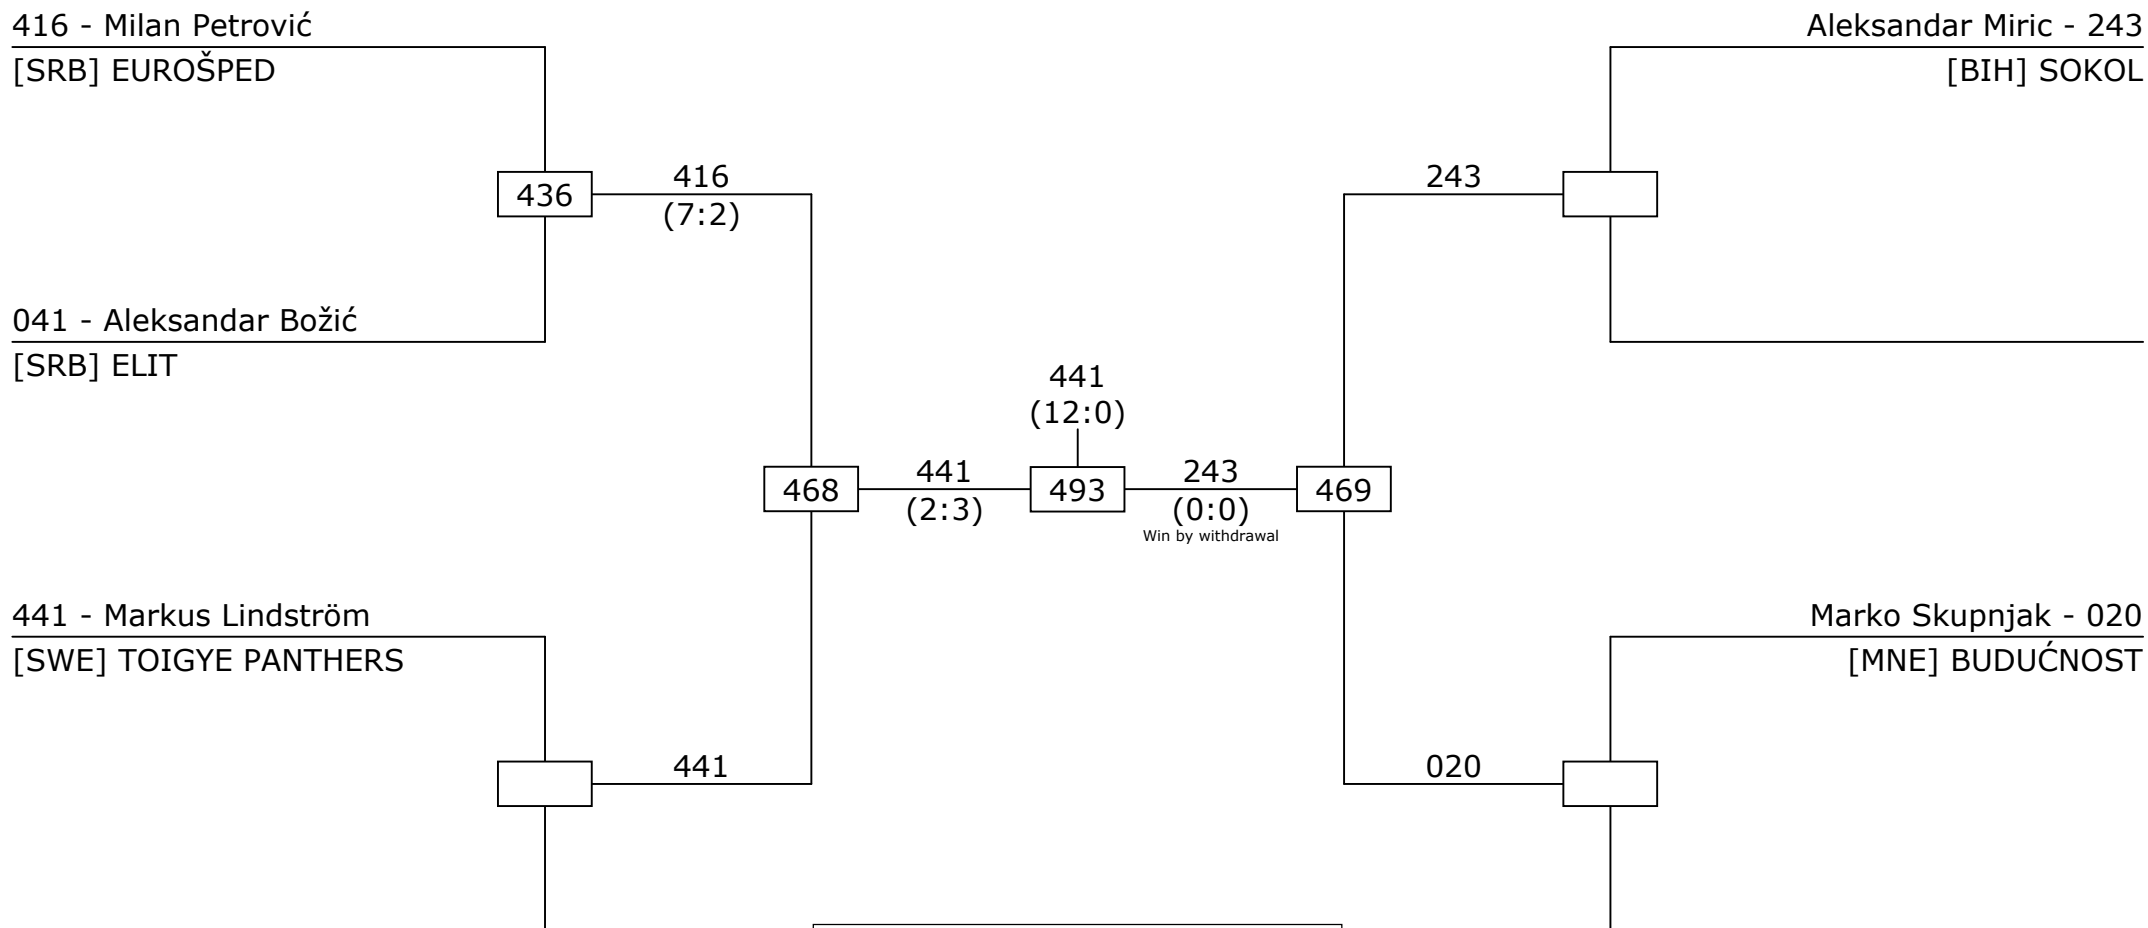 416 - Milan Petrović
[SRB] EUROŠPED
Aleksandar Miric - 243
[BIH] SOKOL
436
416
(7:2)
243
041 - Aleksandar Božić
[SRB] ELIT
441
(12:0)
468
441
(2:3)
493
243
(0:0)
Win by withdrawal
469
441 - Markus Lindström
[SWE] TOIGYE PANTHERS
Marko Skupnjak - 020
[MNE] BUDUĆNOST
441
020